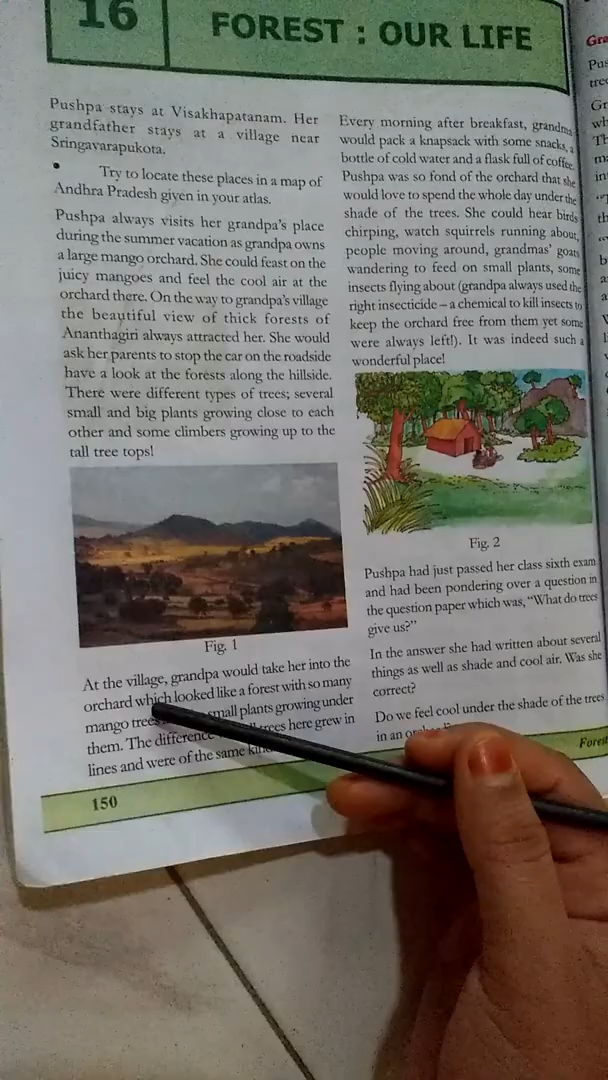 16
FOREST : OUR LIFE
Pushpa stays at Visakhapatanam. Her
grandfather stays at a village near
Sringavarapukota.
• Try to locate these places in a map of
Andhra Pradesh given in your atlas.
Pushpa always visits her grandpa's place
during the summer vacation as grandpa owns
a large mango orchard. She could feast on the
juicy mangoes and feel the cool air at the
orchard there. On the way to grandpa's village
the beautiful view of thick forests of
Ananthagiri always attracted her. She would
ask her parents to stop the car on the roadside
have a look at the forests along the hillside.
There were different types of trees; several
small and big plants growing close to each
other and some climbers growing up to the
tall tree tops!
Fig. 1
At the village, grandpa would take her into the
orchard which looked like a forest with so many
mango trees small plants growing under
them. The difference trees here grew in
lines and were of the same
150
Every morning after breakfast, grandma
would pack a knapsack with some snacks, a
bottle of cold water and a flask full of coffee.
Pushpa was so fond of the orchard that she
would love to spend the whole day under the
shade of the trees. She could hear birds
chirping, watch squirrels running about,
people moving around, grandmas' goats
wandering to feed on small plants, some
insects flying about (grandpa always used the
right insecticide – a chemical to kill insects to
keep the orchard free from them yet some
were always left!). It was indeed such a
wonderful place!
Fig. 2
Pushpa had just passed her class sixth exam
and had been pondering over a question in
the question paper which was, "What do trees
give us?"
In the answer she had written about several
things as well as shade and cool air. Was she
correct?
Do we feel cool under the shade of the trees
in an
Forest